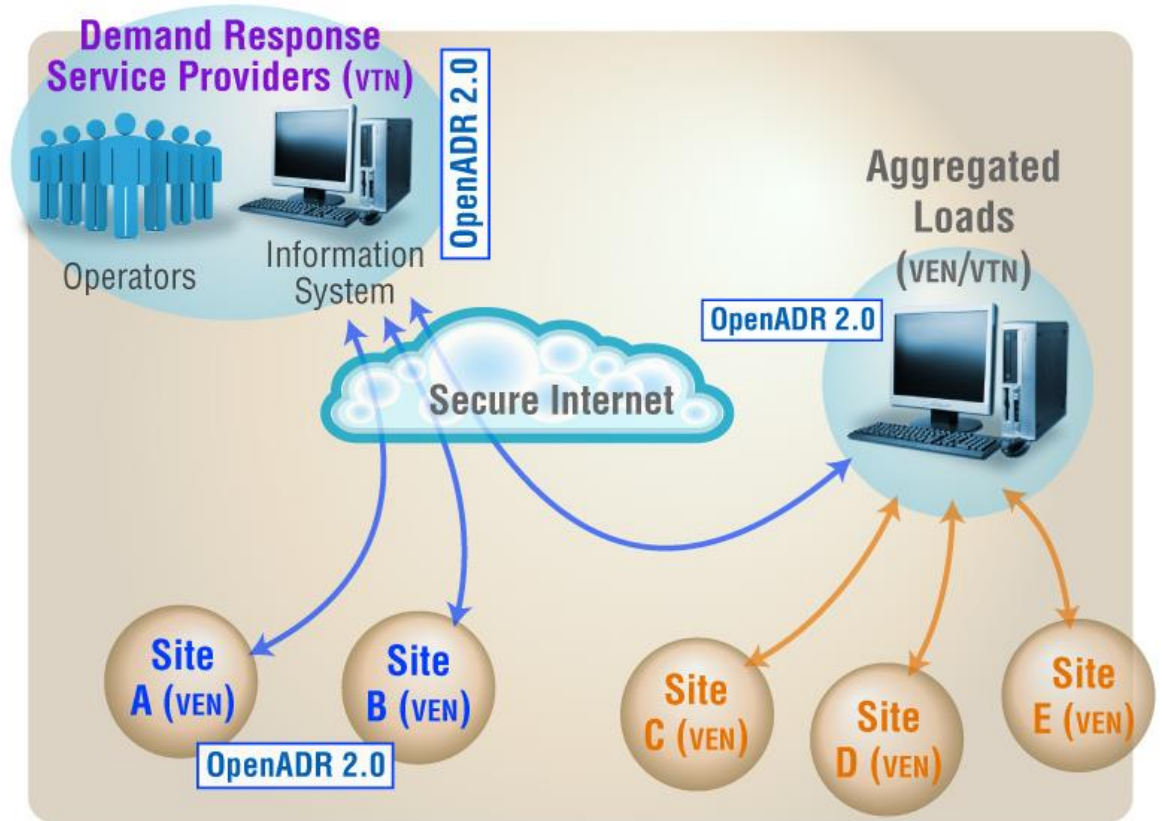 Demand Response
Service Providers (VTN)
OpenADR 2.0
Operators
Information
System
Aggregated
Loads
(VEN/VTN)
OpenADR 2.0
Secure Internet
Site
A (VEN)
Site
B (VEN)
OpenADR 2.0
Site
C (VEN)
Site
D (VEN)
Site
E (VEN)